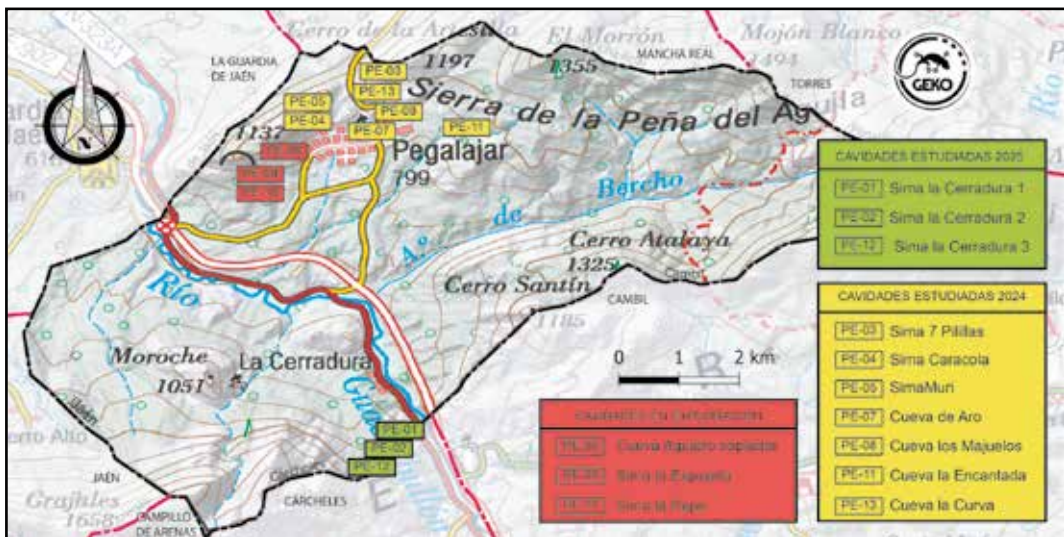 Cerro de la Artesilla
El Morrón
MANCHA REAL
Mojón Blanco
1494
LA GUARDIA
DE JAÉN
1197
1355
TORRES
GEKO
PE-03
PE-13
PE-05
PE-04
PE-07
PE-11
Sierra de la Peña del Aguila
1137
Pegalajar
799
A.º de Bercho
Cerro Atalaya
1325
Cerro Santín
CAMBIL
1185
Río
Moroche
1051
La Cerradura
0 1 2 km
PE-01
PE-02
PE-12
JAÉN
CÁRCHELES
Grajhles
1658
CAMPILLO
DE ARENAS
CAVIDADES ESTUDIADAS 2025
PE-01 Sima la Cerradura 1
PE-02 Sima la Cerradura 2
PE-12 Sima la Cerradura 3
CAVIDADES ESTUDIADAS 2024
PE-03 Sima 7 Pilillas
PE-04 Sima Caracola
PE-05 SimaMuri
PE-07 Cueva de Aro
PE-08 Cueva los Majuelos
PE-11 Cueva la Encantada
PE-13 Cueva la Curva